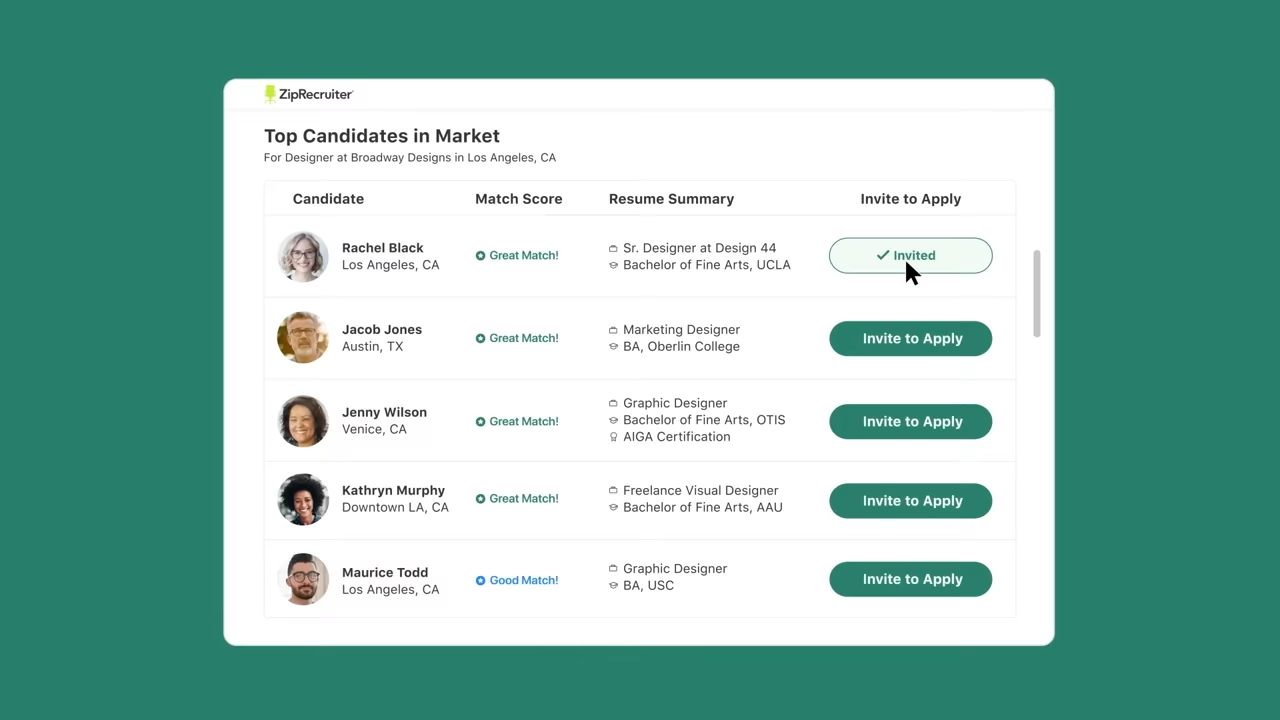 ZipRecruiter
Top Candidates in Market
For Designer at Broadway Designs in Los Angeles, CA
Candidate Match Score Resume Summary Invite to Apply
Rachel Black
Los Angeles, CA
Great Match!
Sr. Designer at Design 44
Bachelor of Fine Arts, UCLA
Invited
Jacob Jones
Austin, TX
Great Match!
Marketing Designer
BA, Oberlin College
Invite to Apply
Jenny Wilson
Venice, CA
Great Match!
Graphic Designer
Bachelor of Fine Arts, OTIS
AIGA Certification
Invite to Apply
Kathryn Murphy
Downtown LA, CA
Great Match!
Freelance Visual Designer
Bachelor of Fine Arts, AAU
Invite to Apply
Maurice Todd
Los Angeles, CA
Good Match!
Graphic Designer
BA, USC
Invite to Apply